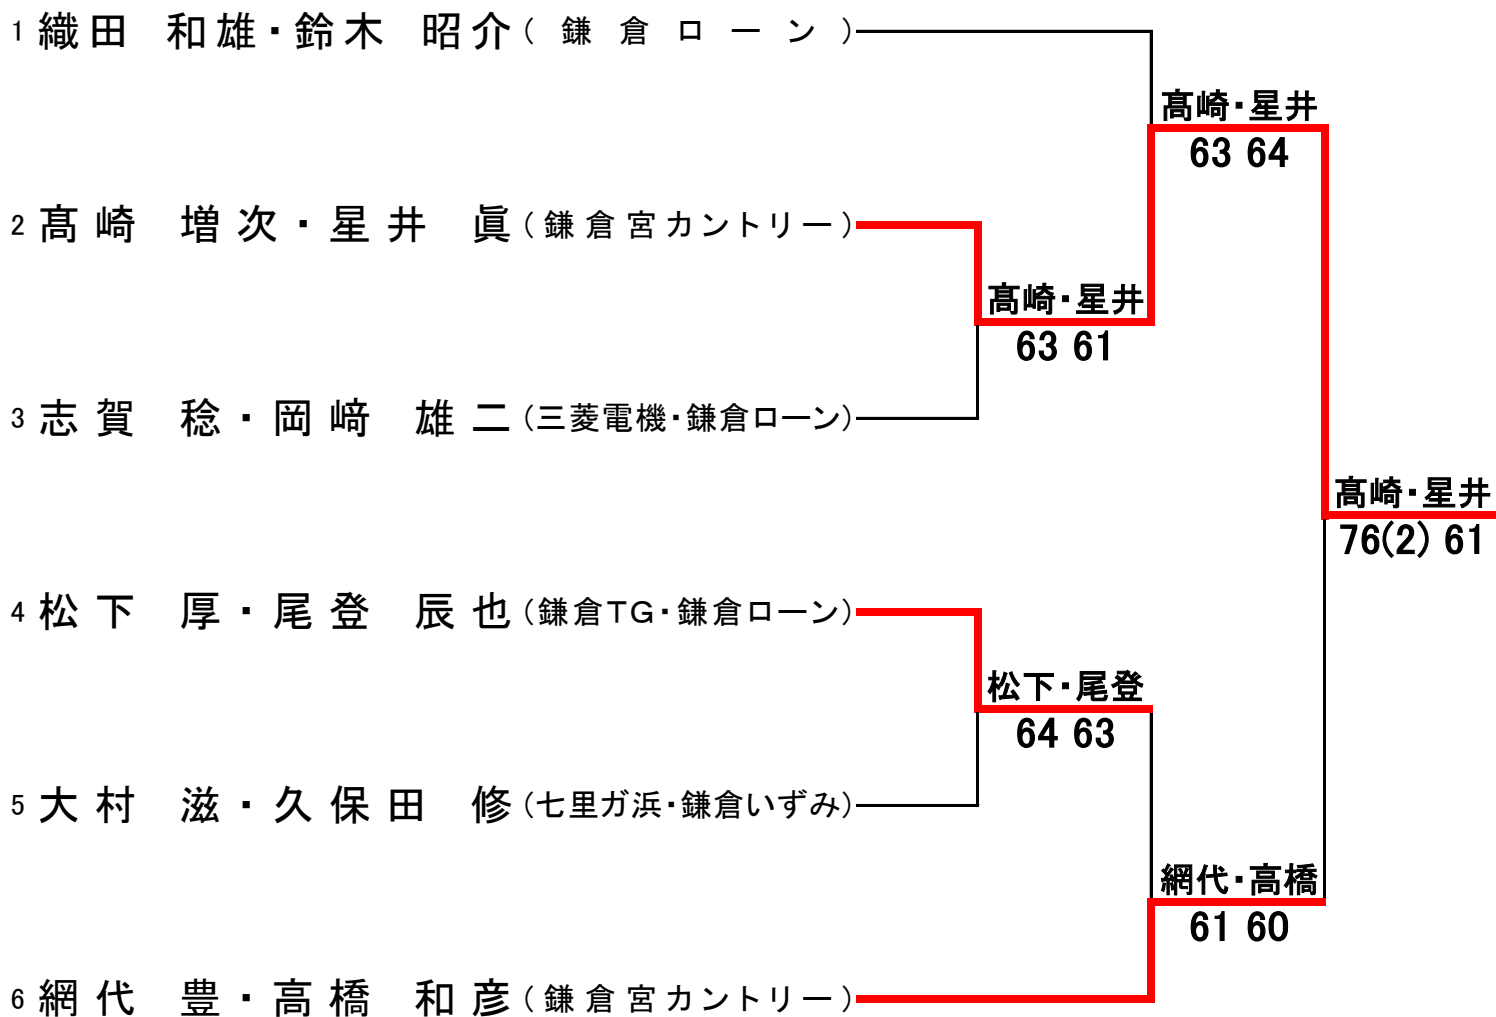 1 織田 和雄・鈴木 昭介 (鎌倉ローン)
髙崎・星井
63 64
2 髙崎 増次・星井 眞 (鎌倉宮カントリー)
髙崎・星井
63 61
3 志賀 稔・岡﨑 雄二 (三菱電機・鎌倉ローン)
髙崎・星井
76(2) 61
4 松下 厚・尾登 辰也 (鎌倉TG・鎌倉ローン)
松下・尾登
64 63
5 大村 滋・久保田 修 (七里ガ浜・鎌倉いずみ)
網代・高橋
61 60
6 網代 豊・高橋 和彦 (鎌倉宮カントリー)